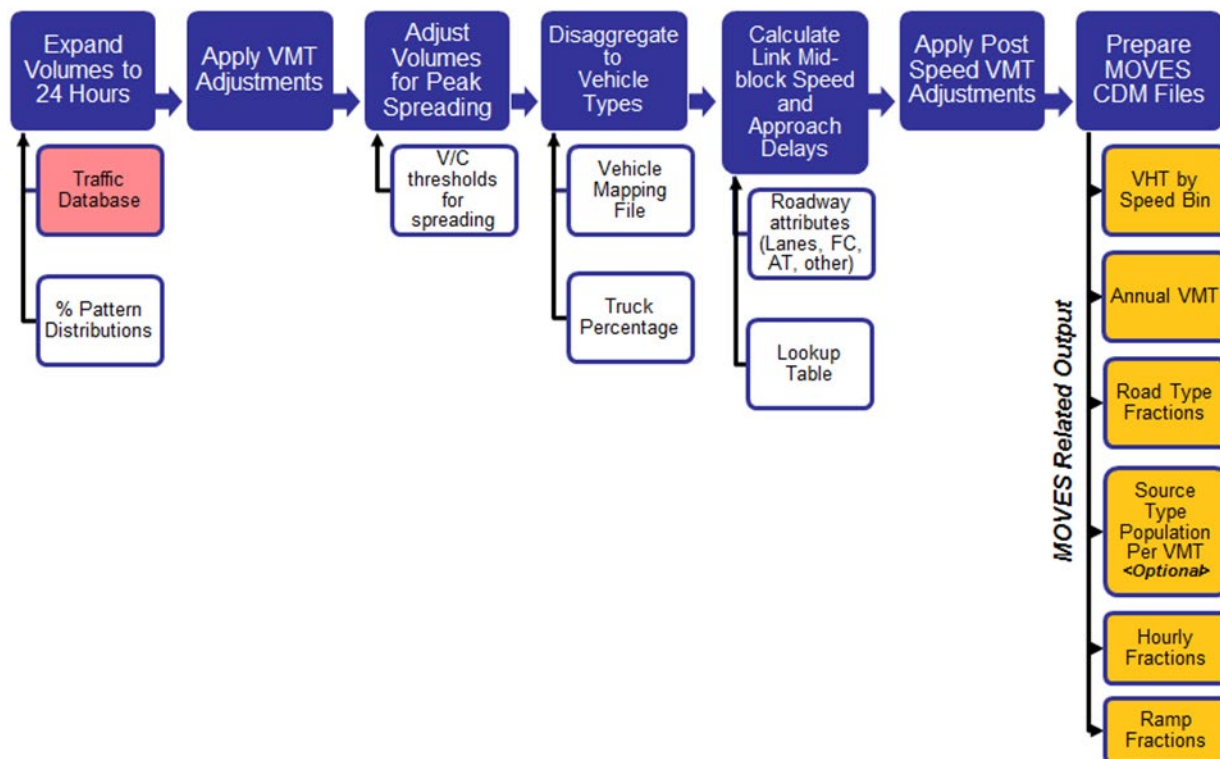 Expand
Volumes to
24 Hours
Apply VMT
Adjustments
Adjust
Volumes
for Peak
Spreading
Disaggregate
to
Vehicle
Types
Calculate
Link Mid-
block Speed
and
Approach
Delays
Apply Post
Speed VMT
Adjustments
Prepare
MOVES
CDM Files
Traffic
Database
% Pattern
Distributions
V/C
thresholds
for
spreading
Vehicle
Mapping
File
Truck
Percentage
Roadway
attributes
(Lanes, FC,
AT, other)
Lookup
Table
MOVES Related Output
VHT by
Speed Bin
Annual VMT
Road Type
Fractions
Source
Type
Population
Per VMT
<Optional>
Hourly
Fractions
Ramp
Fractions